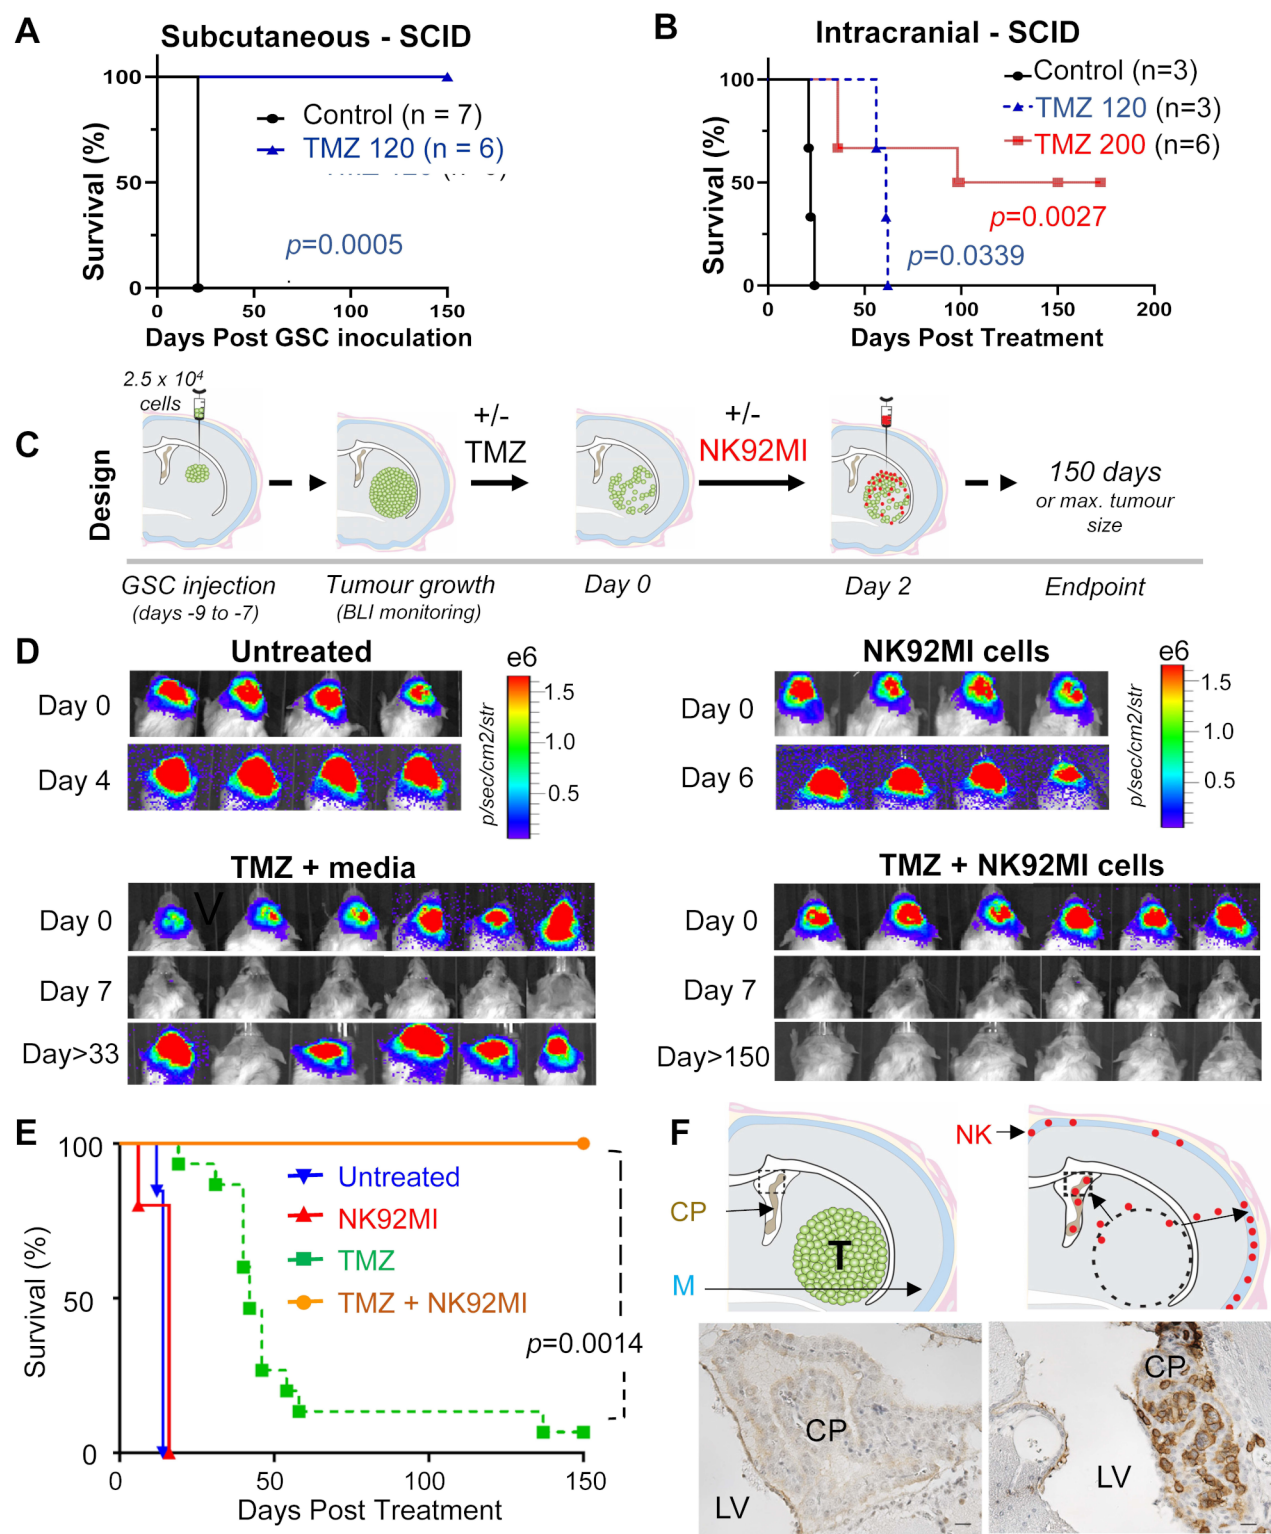 A
Subcutaneous - SCID
100
50
0
Survival (%)
Control (n = 7)
TMZ 120 (n = 6)
p=0.0005
0 50 100 150
Days Post GSC inoculation
B
Intracranial - SCID
100
50
0
Survival (%)
Control (n=3)
TMZ 120 (n=3)
TMZ 200 (n=6)
p=0.0027
p=0.0339
0 50 100 150 200
Days Post Treatment
C
Design
2.5 x 10⁴
cells
+/-
TMZ
+/-
NK92MI
150 days
or max. tumour
size
GSC injection
(days -9 to -7)
Tumour growth
(BLI monitoring)
Day 0
Day 2
Endpoint
D
Untreated
Day 0
Day 4
e6
1.5
1.0
0.5
p/sec/cm2/str
NK92MI cells
Day 0
Day 6
e6
1.5
1.0
0.5
p/sec/cm2/str
TMZ + media
Day 0
V
Day 7
Day>33
TMZ + NK92MI cells
Day 0
Day 7
Day>150
E
100
50
0
Survival (%)
Untreated
NK92MI
TMZ
TMZ + NK92MI
p=0.0014
0 50 100 150
Days Post Treatment
F
NK
CP
T
M
CP
LV
CP
LV